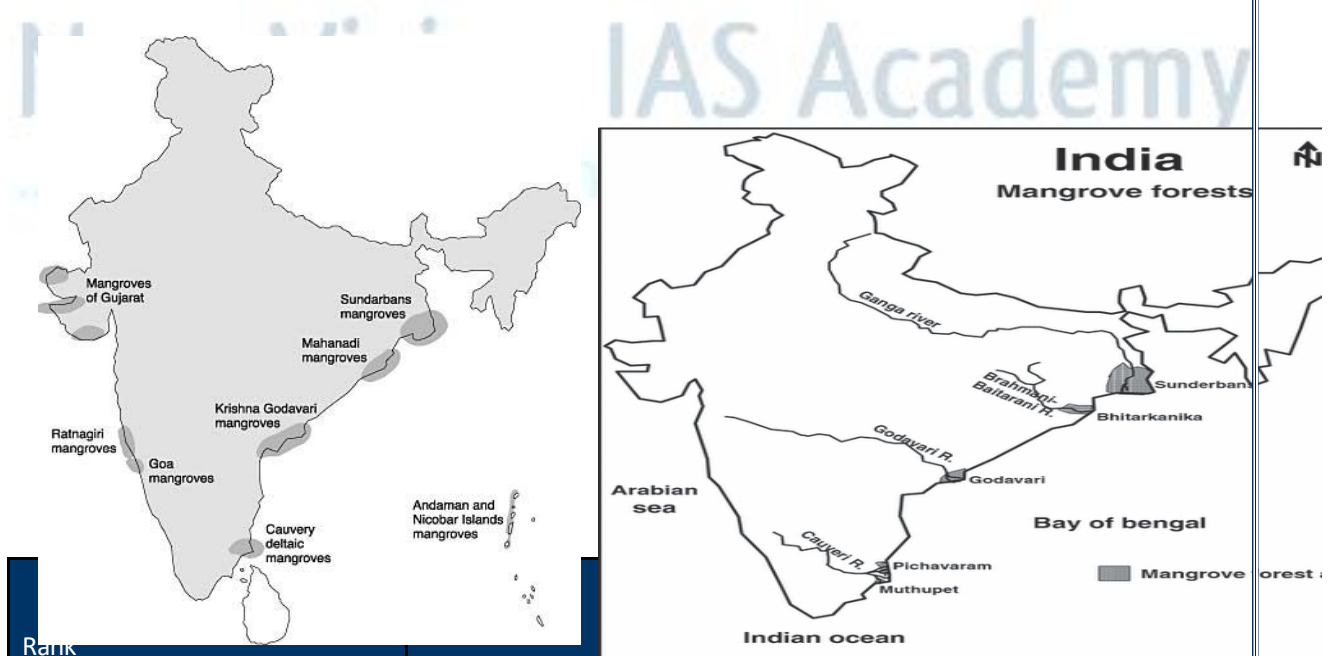 IAS Academy
Mangroves
of Gujarat
Sundarbans
mangroves
Mahanadi
mangroves
Krishna Godavari
mangroves
Ratnagiri
mangroves
Goa
mangroves
Andaman and
Nicobar Islands
mangroves
Cauvery
deltaic
mangroves
India
N
Mangrove forests
Ganga river
Brahmani-
Baitarani R.
Sunderban
Bhitarkanika
Godavari R.
Godavari
Arabian
sea
Bay of bengal
Cauveri R.
Pichavaram
Muthupet
Mangrove forest
Indian ocean
Rank